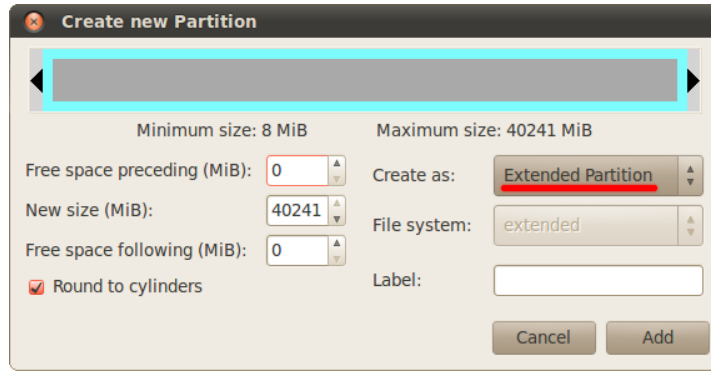 Create new Partition
Minimum size: 8 MiB Maximum size: 40241 MiB
Free space preceding (MiB): 0
Create as: Extended Partition
New size (MiB): 40241
File system: extended
Free space following (MiB): 0
Round to cylinders
Label:
Cancel Add